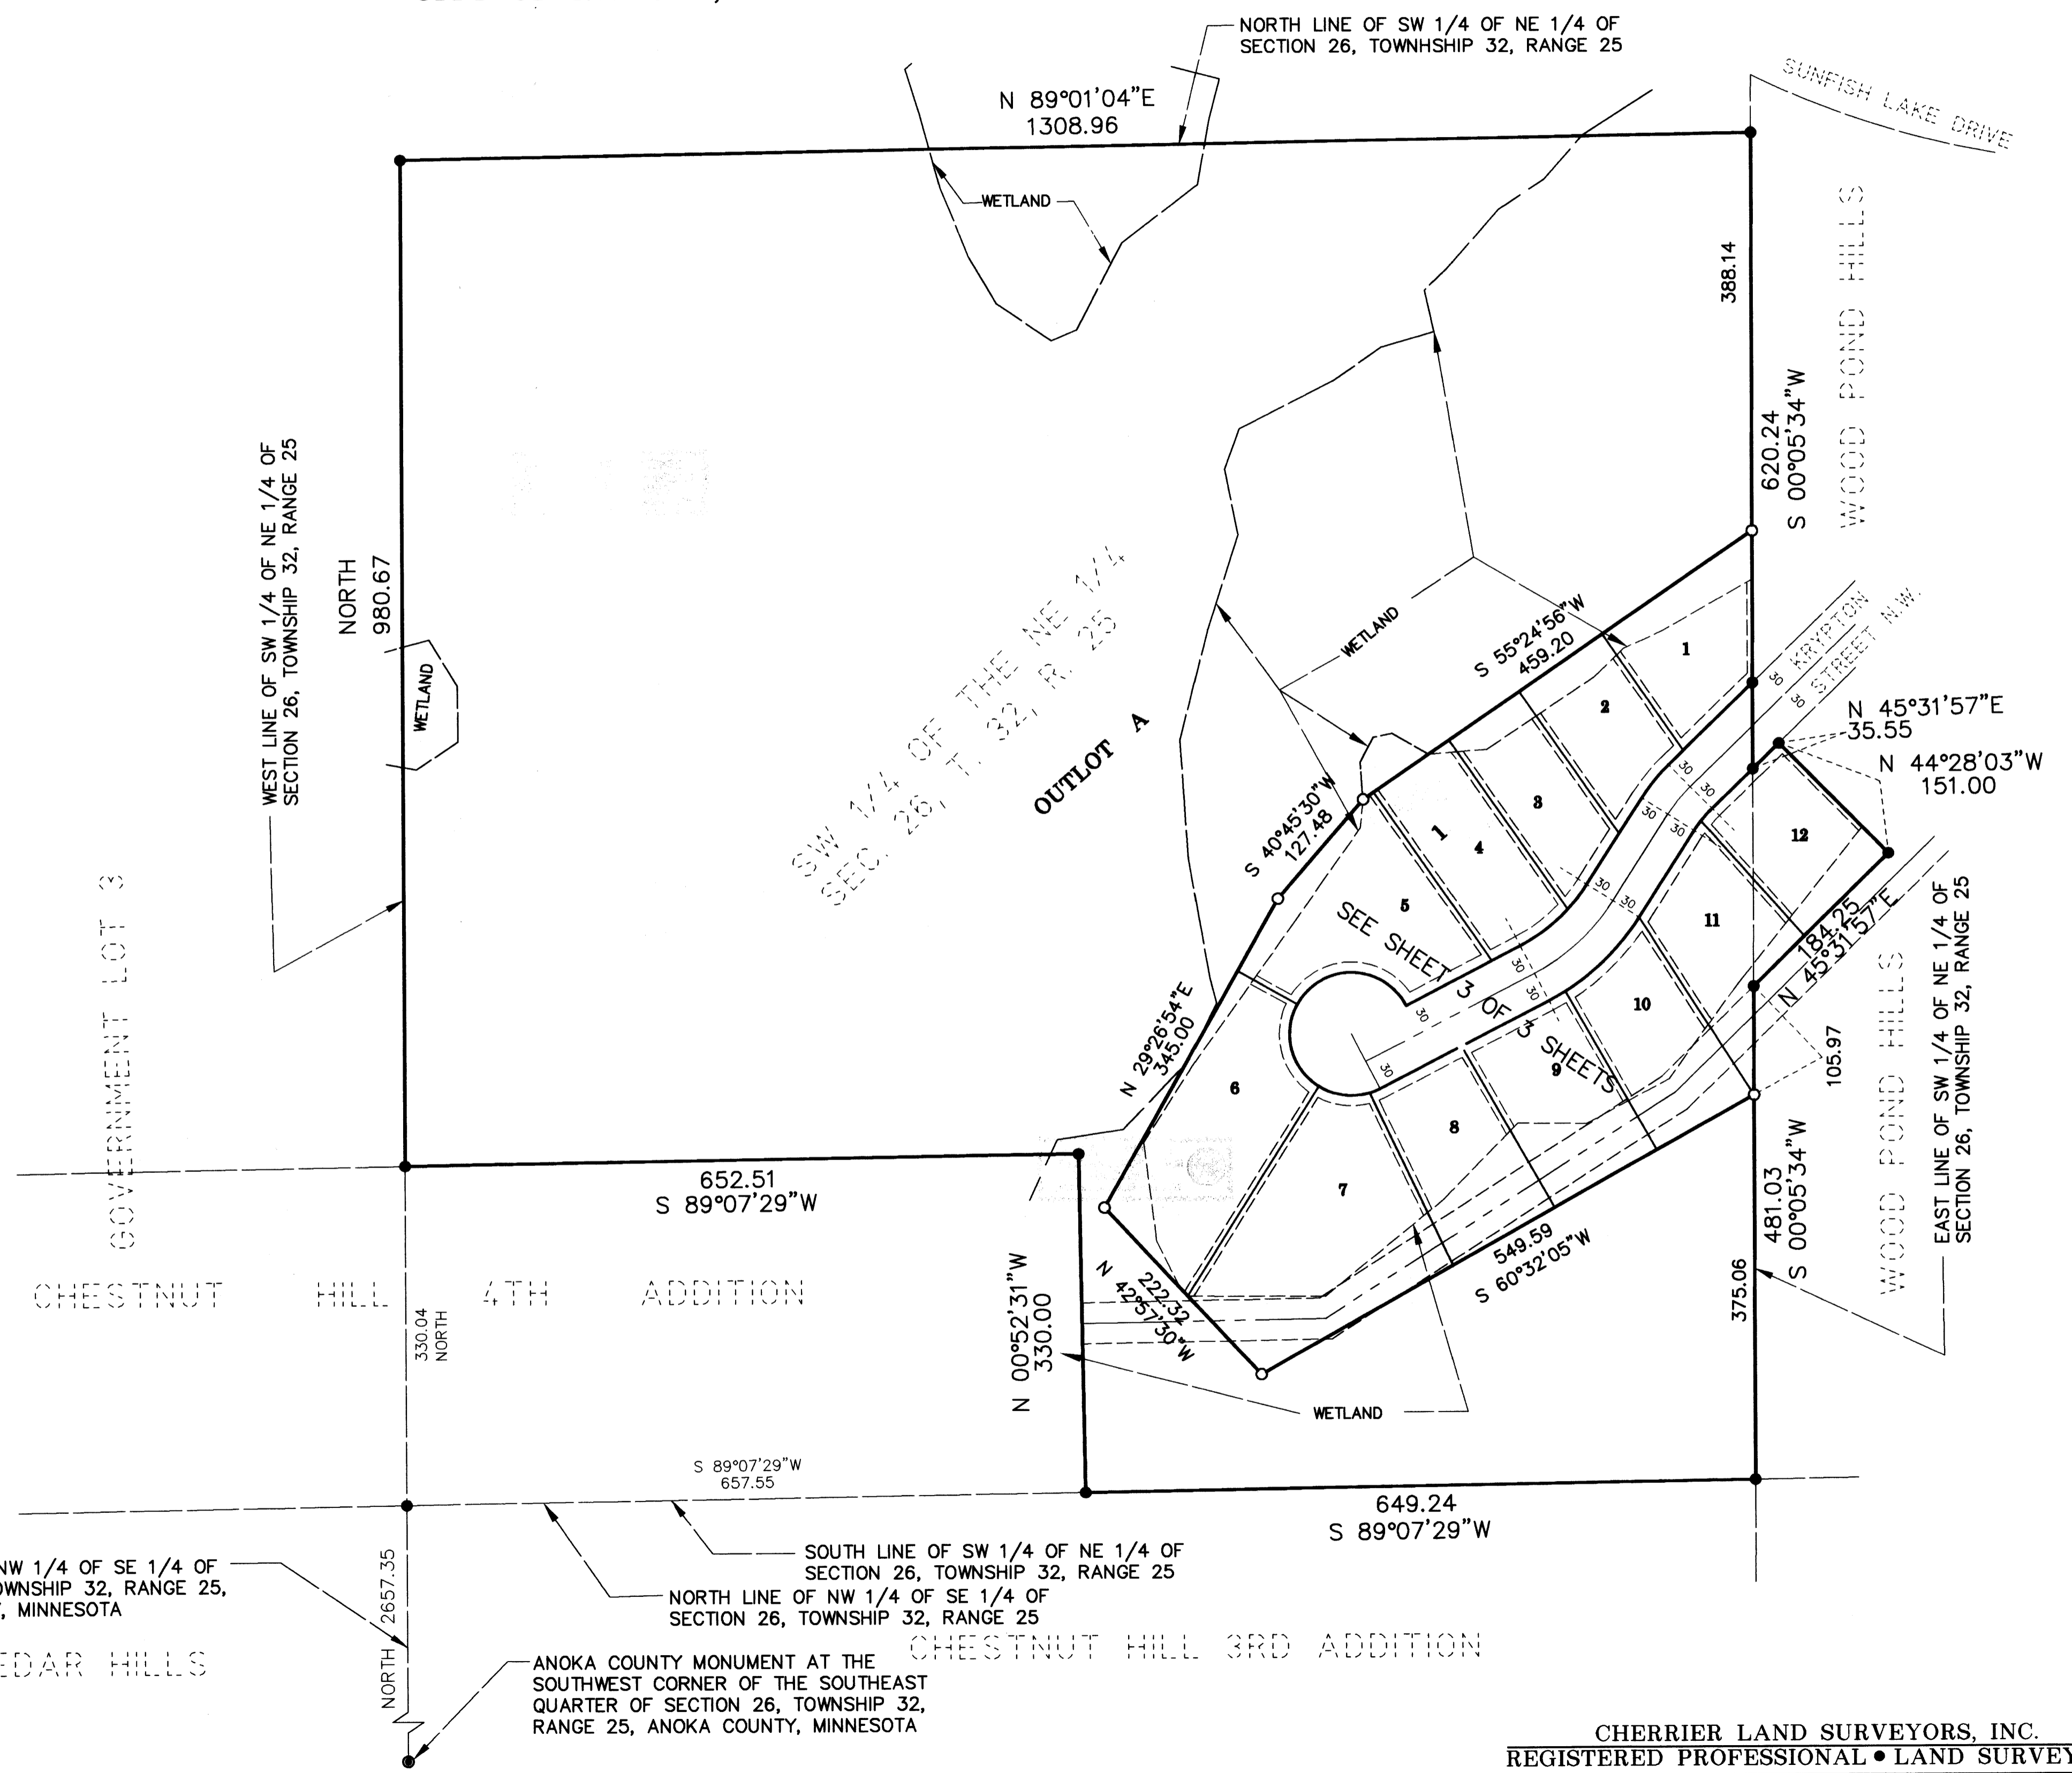 NORTH LINE OF SW 1/4 OF NE 1/4 OF
SECTION 26, TOWNHSHIP 32, RANGE 25
SUNFISH LAKE DRIVE
N 89°01'04"E
1308.96
WETLAND
388.14
WOOD POND HILLS
620.24
S 00°05'34"W
WEST LINE OF SW 1/4 OF NE 1/4 OF
SECTION 26, TOWNSHIP 32, RANGE 25
NORTH
980.67
WETLAND
SW 1/4 OF THE NE 1/4
SEC. 26, T. 32, R. 25
OUTLOT A
WETLAND
S 55°24'56"W
459.20
KRYPTON
STREET N.W.
30
30
N 45°31'57"E
35.55
N 44°28'03"W
151.00
S 40°45'30"W
127.48
1
2
3
1
4
5
12
11
10
9
8
7
6
30
30
30
30
30
30
30
30
30
30
SEE SHEET 3 OF 3 SHEETS
184.25
N 45°31'57"E
EAST LINE OF SW 1/4 OF NE 1/4 OF
SECTION 26, TOWNSHIP 32, RANGE 25
WOOD POND HILLS
105.97
N 29°26'54"E
345.00
GOVERNMENT LOT 3
652.51
S 89°07'29"W
481.03
S 00°05'34"W
375.06
549.59
S 60°32'05"W
222.32
N 42°57'30"W
N 00°52'31"W
330.00
CHESTNUT HILL 4TH ADDITION
330.04
NORTH
WETLAND
S 89°07'29"W
657.55
649.24
S 89°07'29"W
SOUTH LINE OF SW 1/4 OF NE 1/4 OF
SECTION 26, TOWNSHIP 32, RANGE 25
NORTH LINE OF NW 1/4 OF SE 1/4 OF
SECTION 26, TOWNSHIP 32, RANGE 25
NW 1/4 OF SE 1/4 OF
OWNSHIP 32, RANGE 25,
, MINNESOTA
NORTH 2657.35
EDAR HILLS
CHESTNUT HILL 3RD ADDITION
ANOKA COUNTY MONUMENT AT THE
SOUTHWEST CORNER OF THE SOUTHEAST
QUARTER OF SECTION 26, TOWNSHIP 32,
RANGE 25, ANOKA COUNTY, MINNESOTA
CHERRIER LAND SURVEYORS, INC.
REGISTERED PROFESSIONAL ● LAND SURVEY